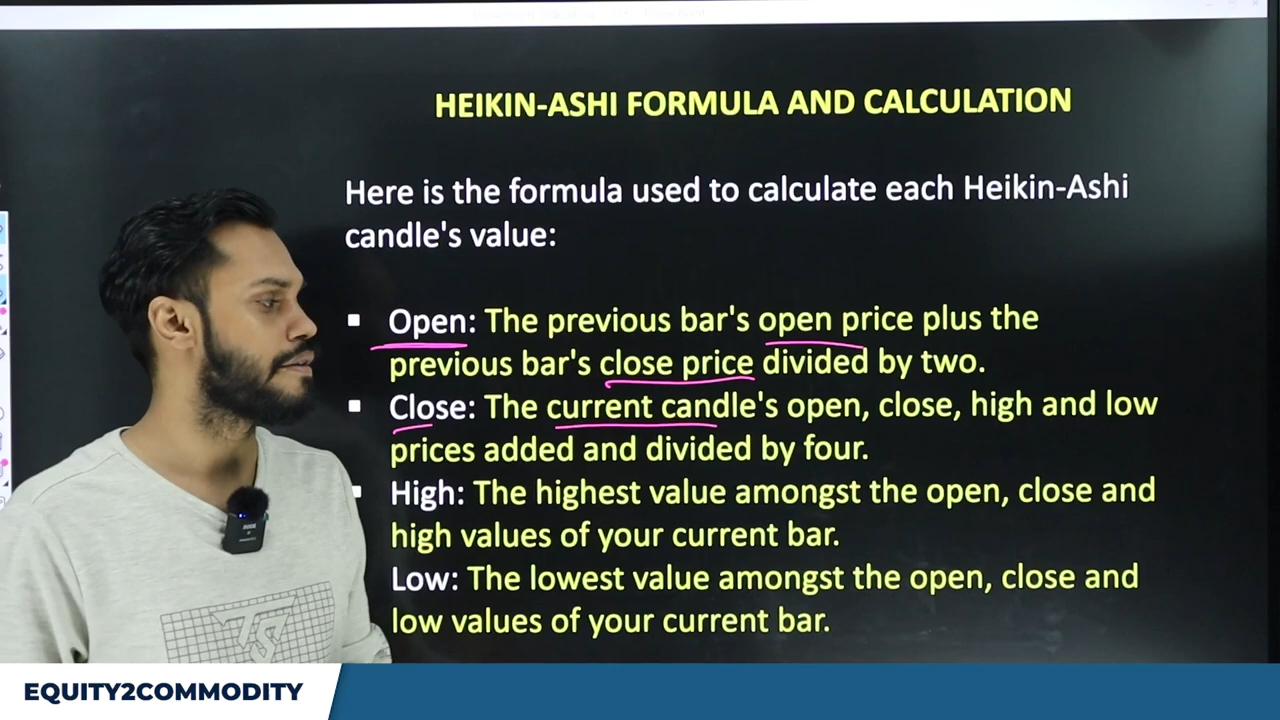 HEIKIN-ASHI FORMULA AND CALCULATION
Here is the formula used to calculate each Heikin-Ashi
candle's value:
▪ Open: The previous bar's open price plus the
previous bar's close price divided by two.
▪ Close: The current candle's open, close, high and low
prices added and divided by four.
▪ High: The highest value amongst the open, close and
high values of your current bar.
Low: The lowest value amongst the open, close and
low values of your current bar.
TS
EQUITY2COMMODITY